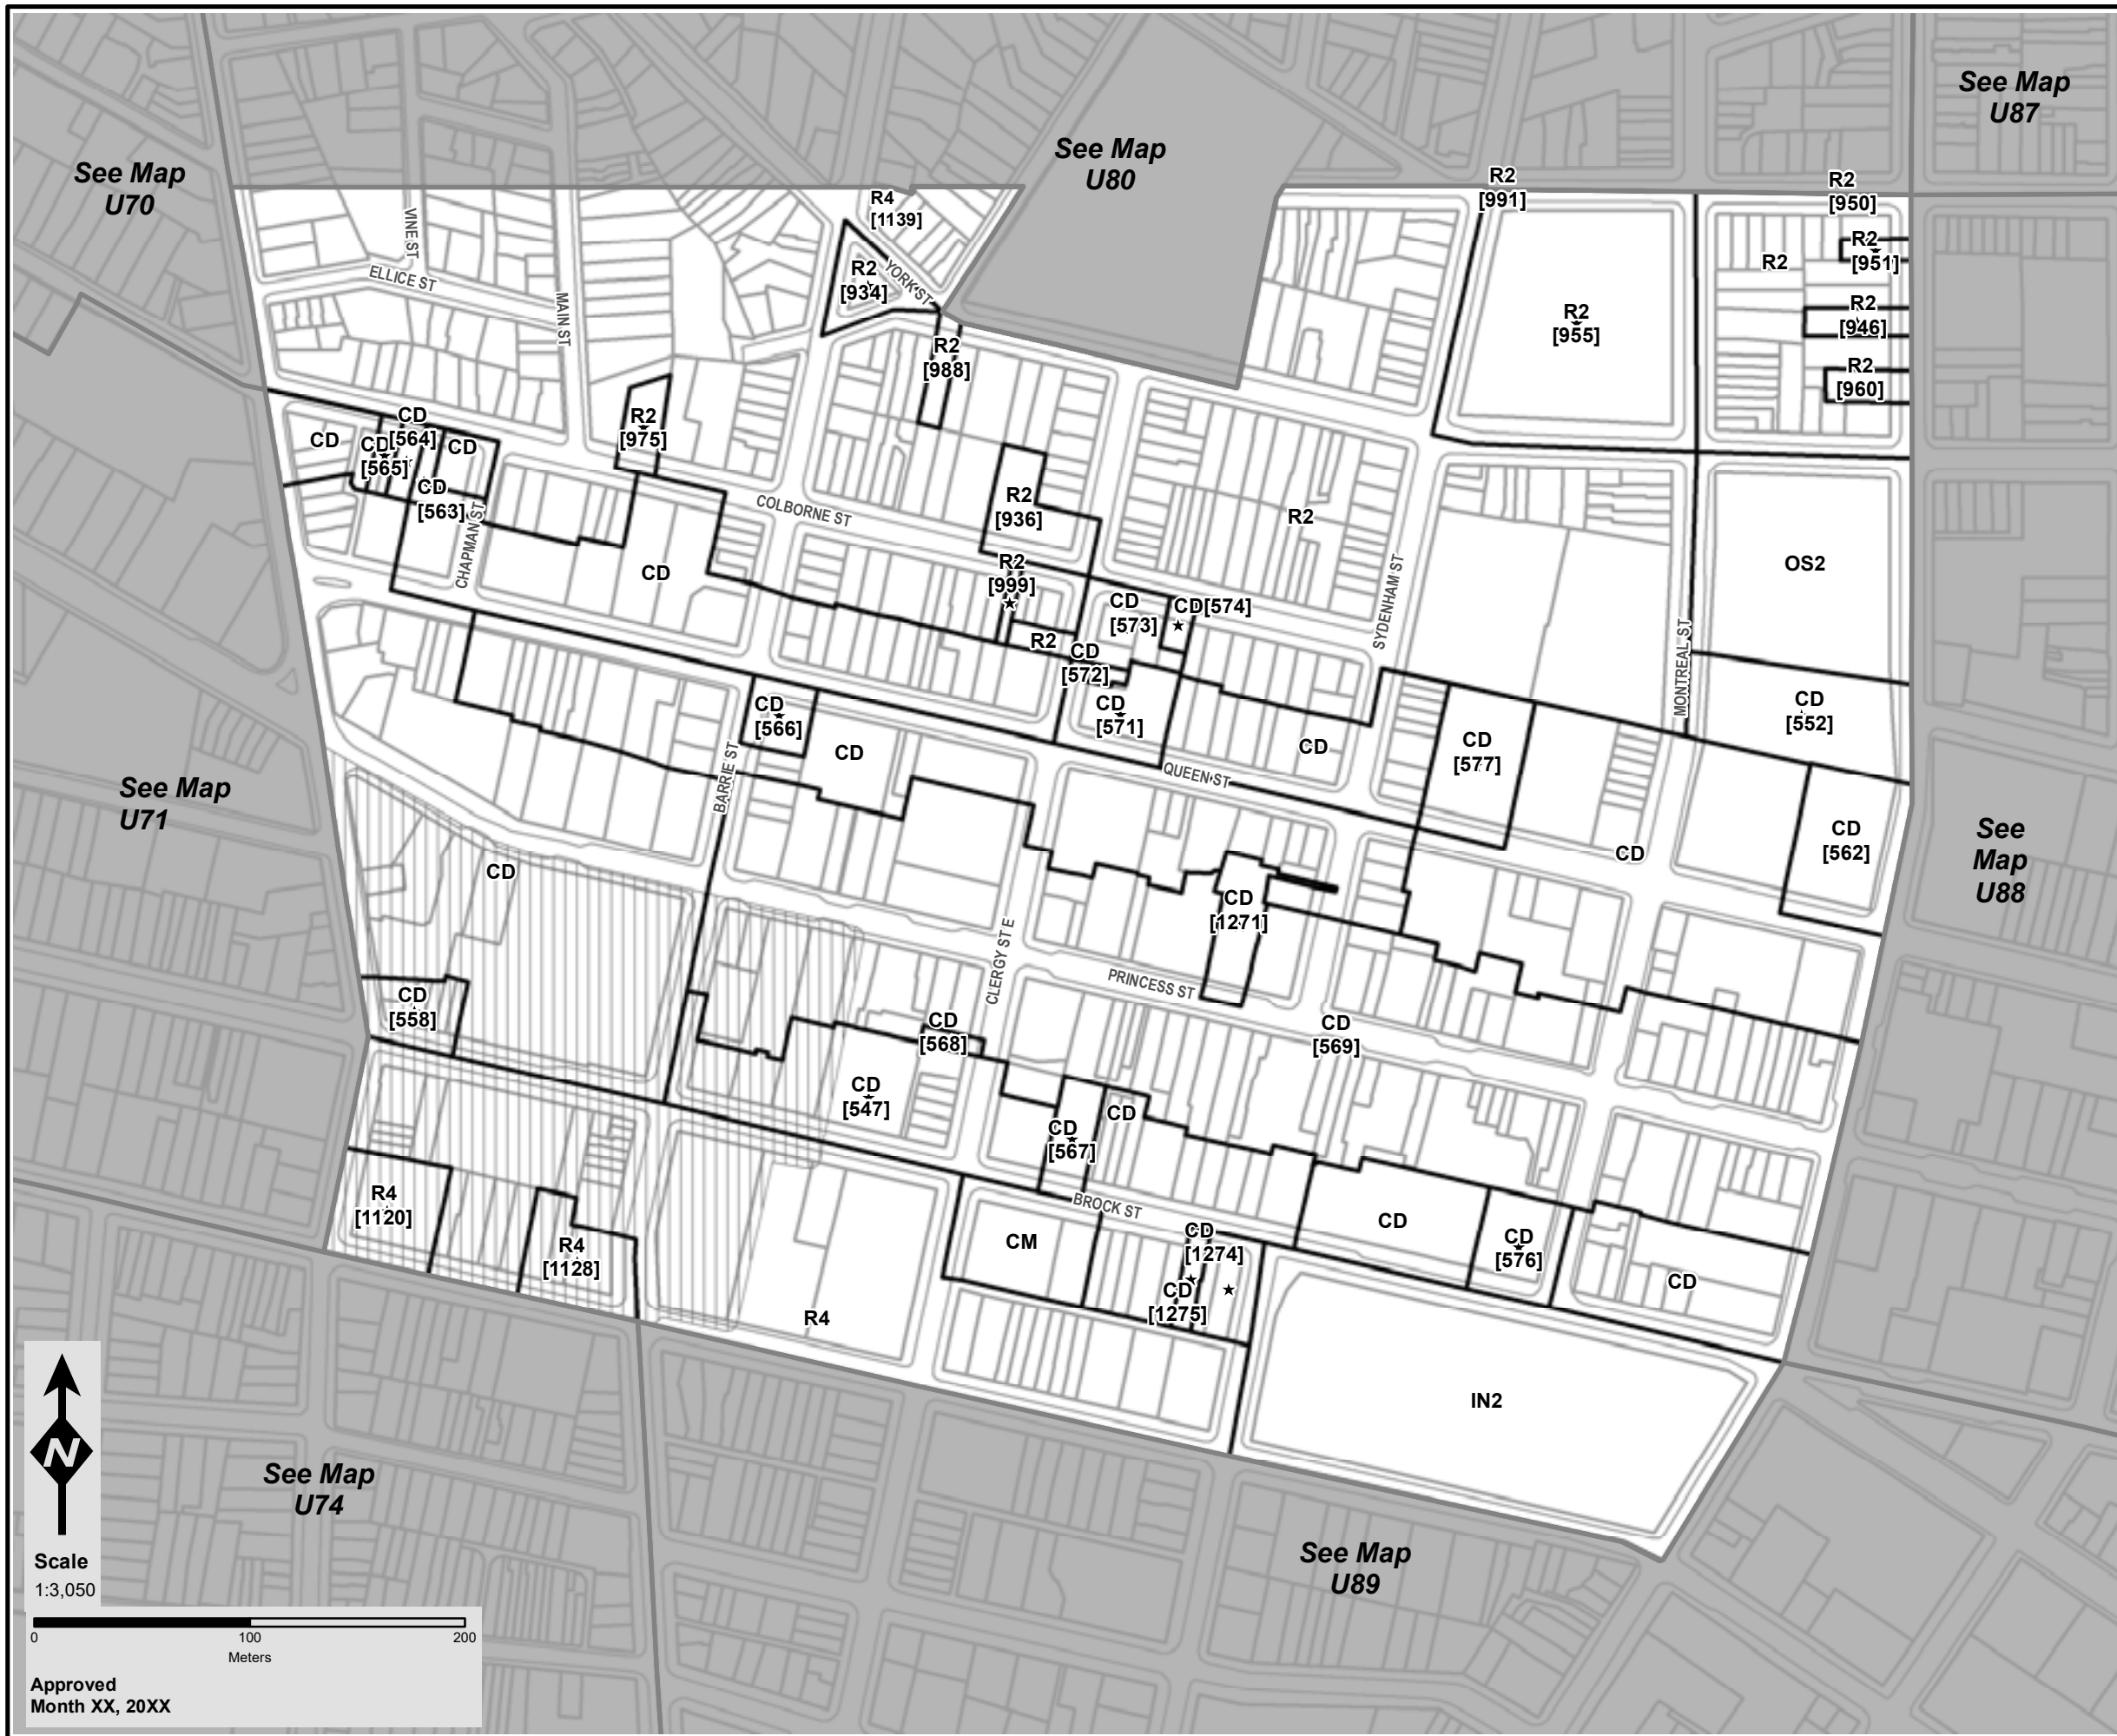 See Map
U87
See Map
U80
See Map
U70
R2
[991]
R2
[950]
R4
[1139]
VINE ST
ELLICE ST
MAIN ST
R2
[934]
YORK ST
R2
R2
[951]
R2
[955]
R2
[946]
R2
[988]
R2
[960]
CD
CD
[564]
CD
[565]
CD
CD
[563]
R2
[975]
CHAPMAN ST
COLBORNE ST
R2
[936]
R2
SYDENHAM ST
OS2
CD
R2
[999]
R2
CD
[573]
CD[574]
CD
[572]
CD
[571]
MONTREAL ST
CD
[552]
CD
[566]
CD
BARRIE ST
QUEEN ST
CD
CD
[577]
See Map
U71
CD
CD
[562]
See
Map
U88
CD
CD
[1271]
CLERGY ST E
PRINCESS ST
CD
[558]
CD
[568]
CD
[569]
CD
[547]
CD
[567]
CD
BROCK ST
R4
[1120]
R4
[1128]
CM
CD
[1274]
CD
[1275]
CD
CD
[576]
CD
R4
IN2
See Map
U74
See Map
U89
N
Scale
1:3,050
0
100
200
Meters
Approved
Month XX, 20XX